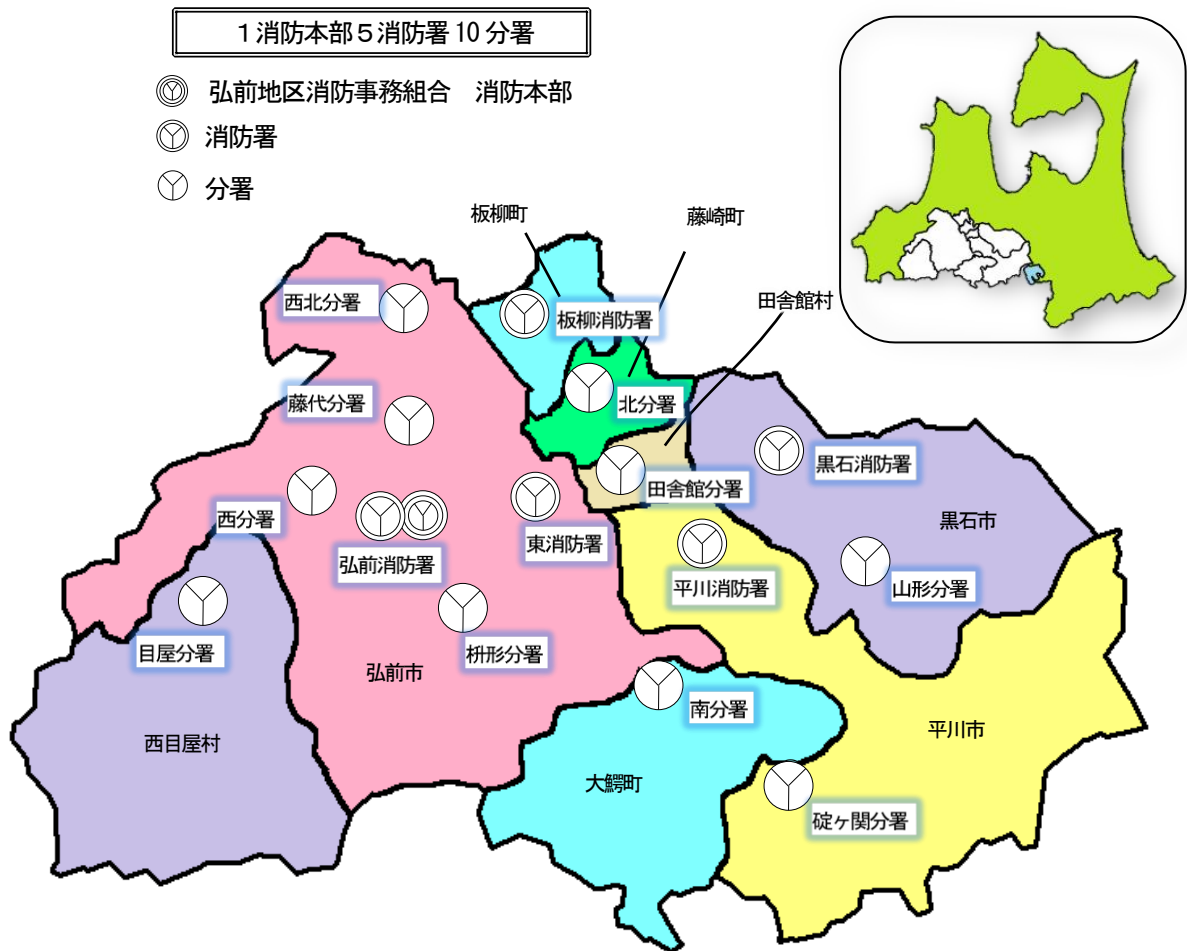 1消防本部5消防署10分署
弘前地区消防事務組合　消防本部
消防署
分署
板柳町
藤崎町
田舎館村
西北分署
板柳消防署
藤代分署
北分署
黒石消防署
田舎館分署
西分署
黒石市
東消防署
弘前消防署
平川消防署
山形分署
目屋分署
枡形分署
弘前市
南分署
平川市
西目屋村
大鰐町
碇ヶ関分署